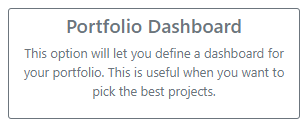 Portfolio Dashboard
This option will let you define a dashboard for
your portfolio. This is useful when you want to
pick the best projects.